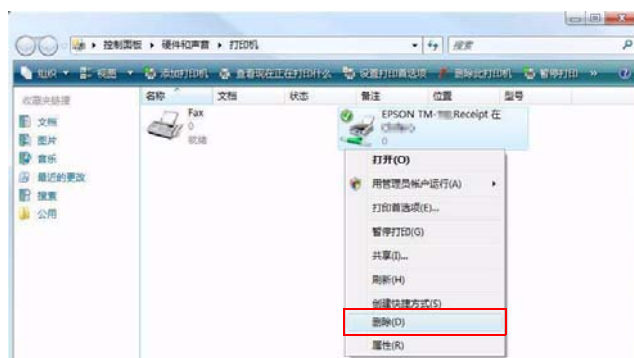 控制面板 ▸ 硬件和声音 ▸ 打印机
搜索
组织 视图 添加打印机 查看现在正在打印什么 设置打印首选项 删除此打印机 暂停打印 »
收藏夹链接
文档
图片
音乐
最近的更改
搜索
公用
名称 文档 状态 备注 位置 型号
Fax
0
就绪
EPSON TM- Receipt 在
0
打开(O)
用管理员帐户运行(A)
打印首选项(E)...
暂停打印(G)
共享(I)...
刷新(H)
创建快捷方式(S)
删除(D)
属性(R)